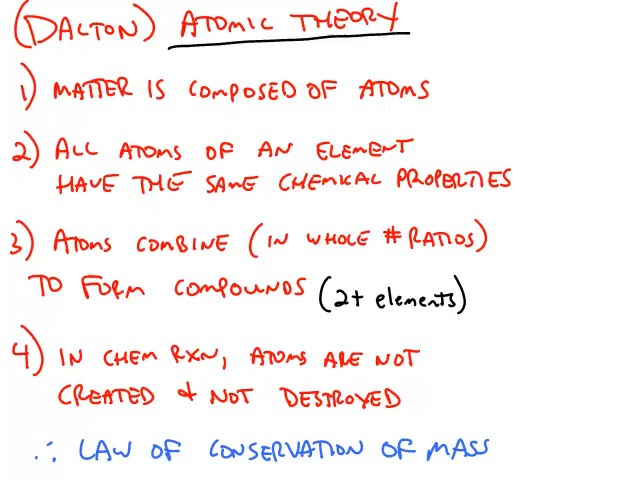 (DALTON) ATOMIC THEORY
1) MATTER IS COMPOSED OF ATOMS
2) ALL ATOMS OF AN ELEMENT
HAVE THE SAME CHEMICAL PROPERTIES
3) ATOMS COMBINE (IN WHOLE # RATIOS)
TO FORM COMPOUNDS (2+ elements)
4) IN CHEM RXN, ATOMS ARE NOT
CREATED & NOT DESTROYED
∴ LAW OF CONSERVATION OF MASS